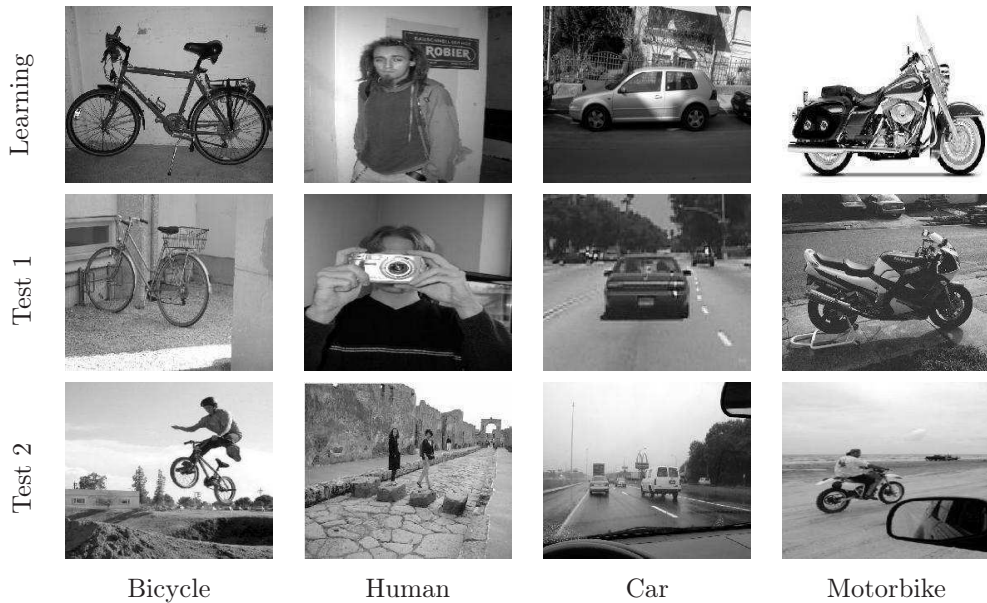 Learning
ROBIER
Test 1
Test 2
Bicycle
Human
Car
Motorbike